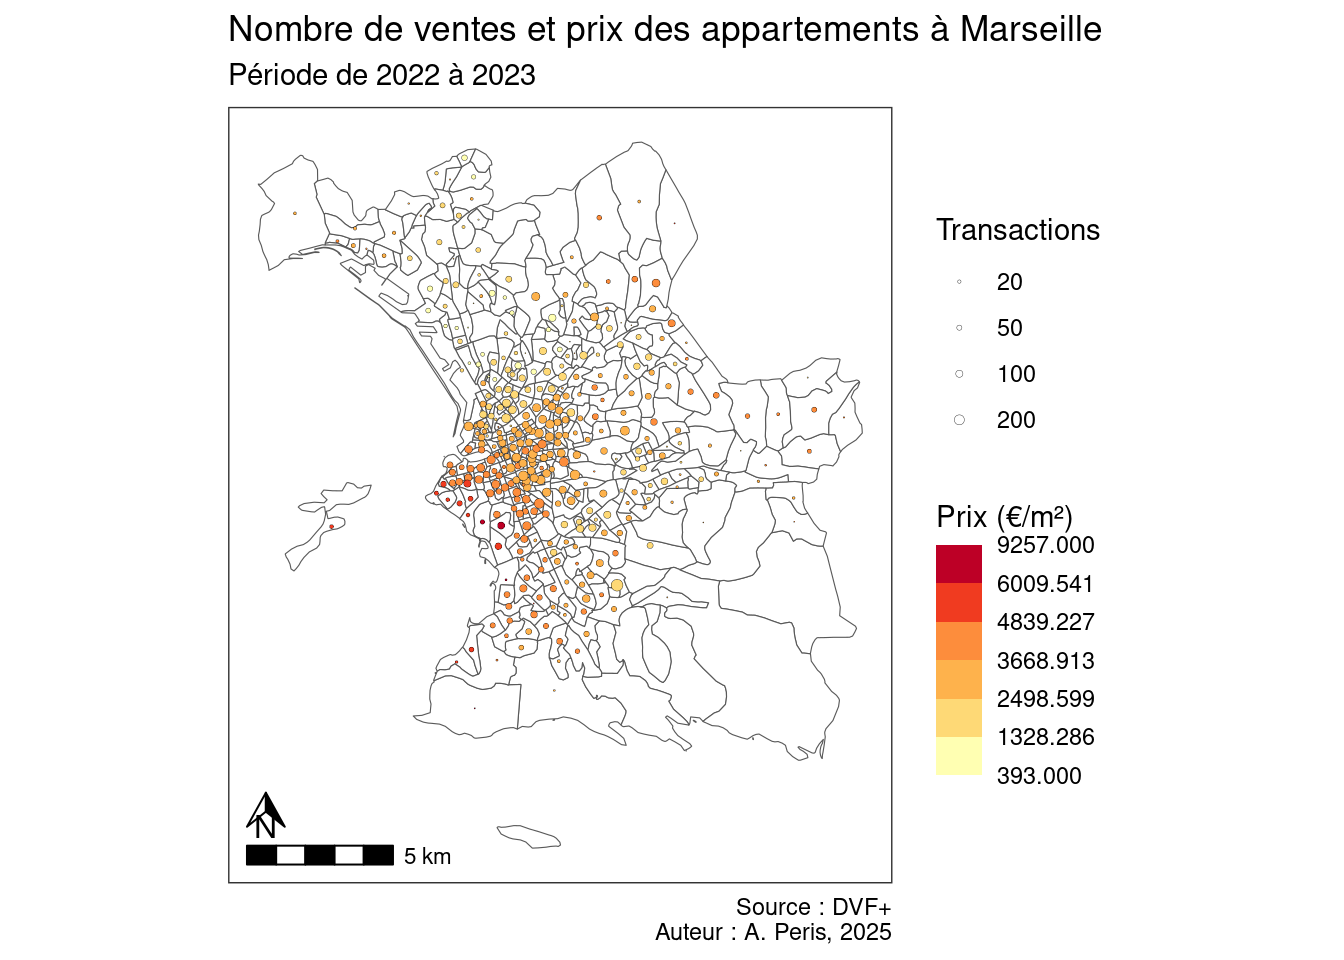 Nombre de ventes et prix des appartements à Marseille
Période de 2022 à 2023
Transactions
20
50
100
200
Prix (€/m²)
9257.000
6009.541
4839.227
3668.913
2498.599
1328.286
393.000
N
5 km
Source : DVF+
Auteur : A. Peris, 2025